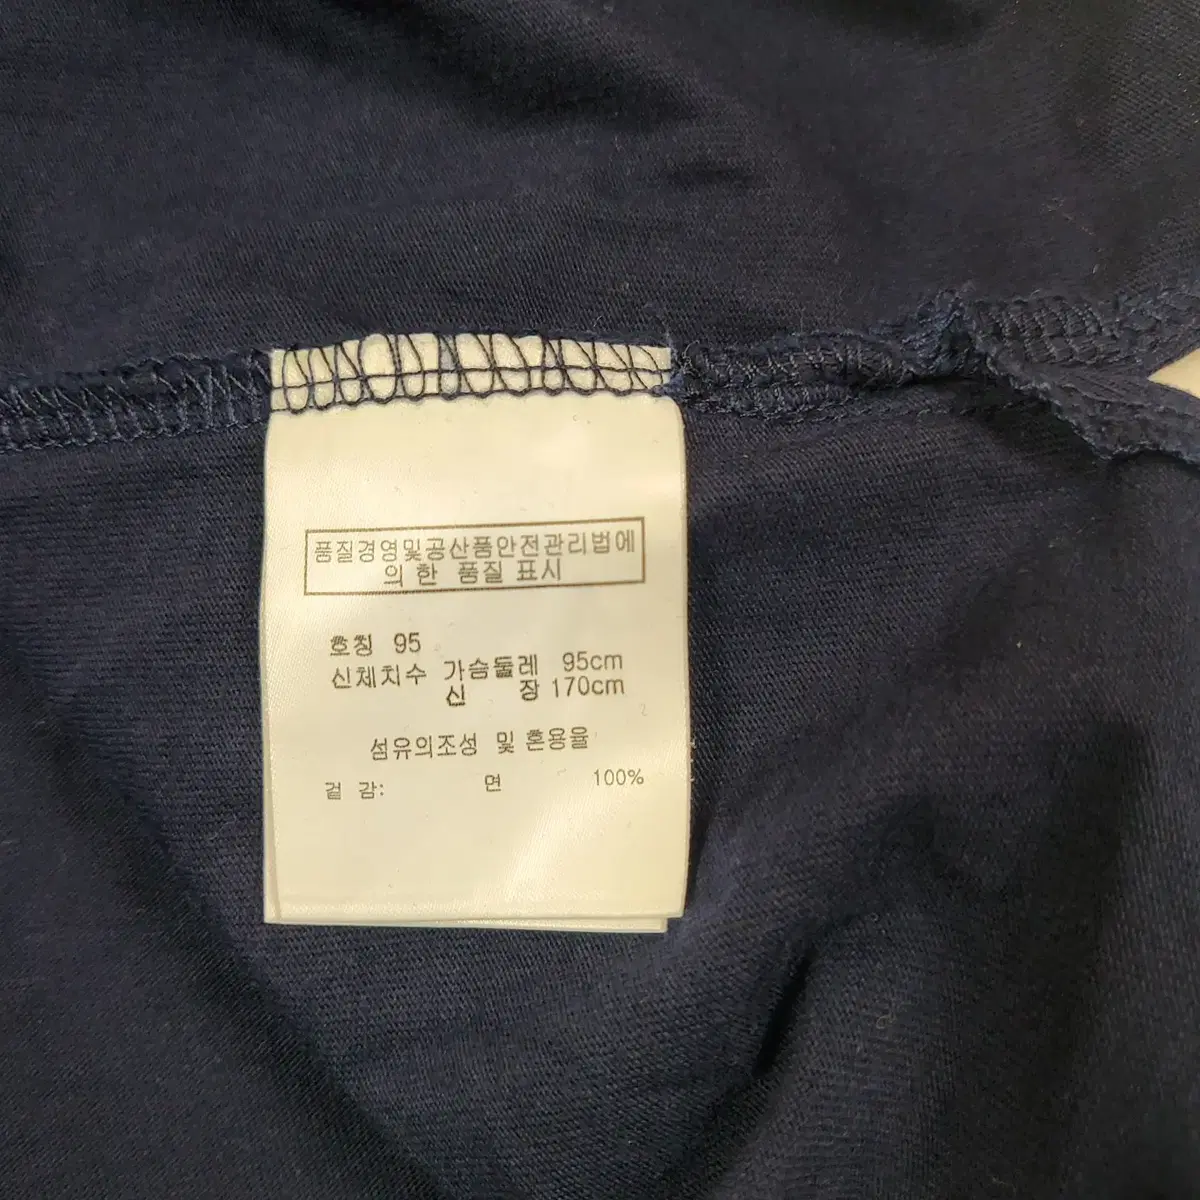 품질경영및공산품안전관리법에
의 한 품질 표시
호칭 95
신체치수 가슴둘레 95cm
신 장 170cm
섬유의조성 및 혼용율
겉 감: 면 100%